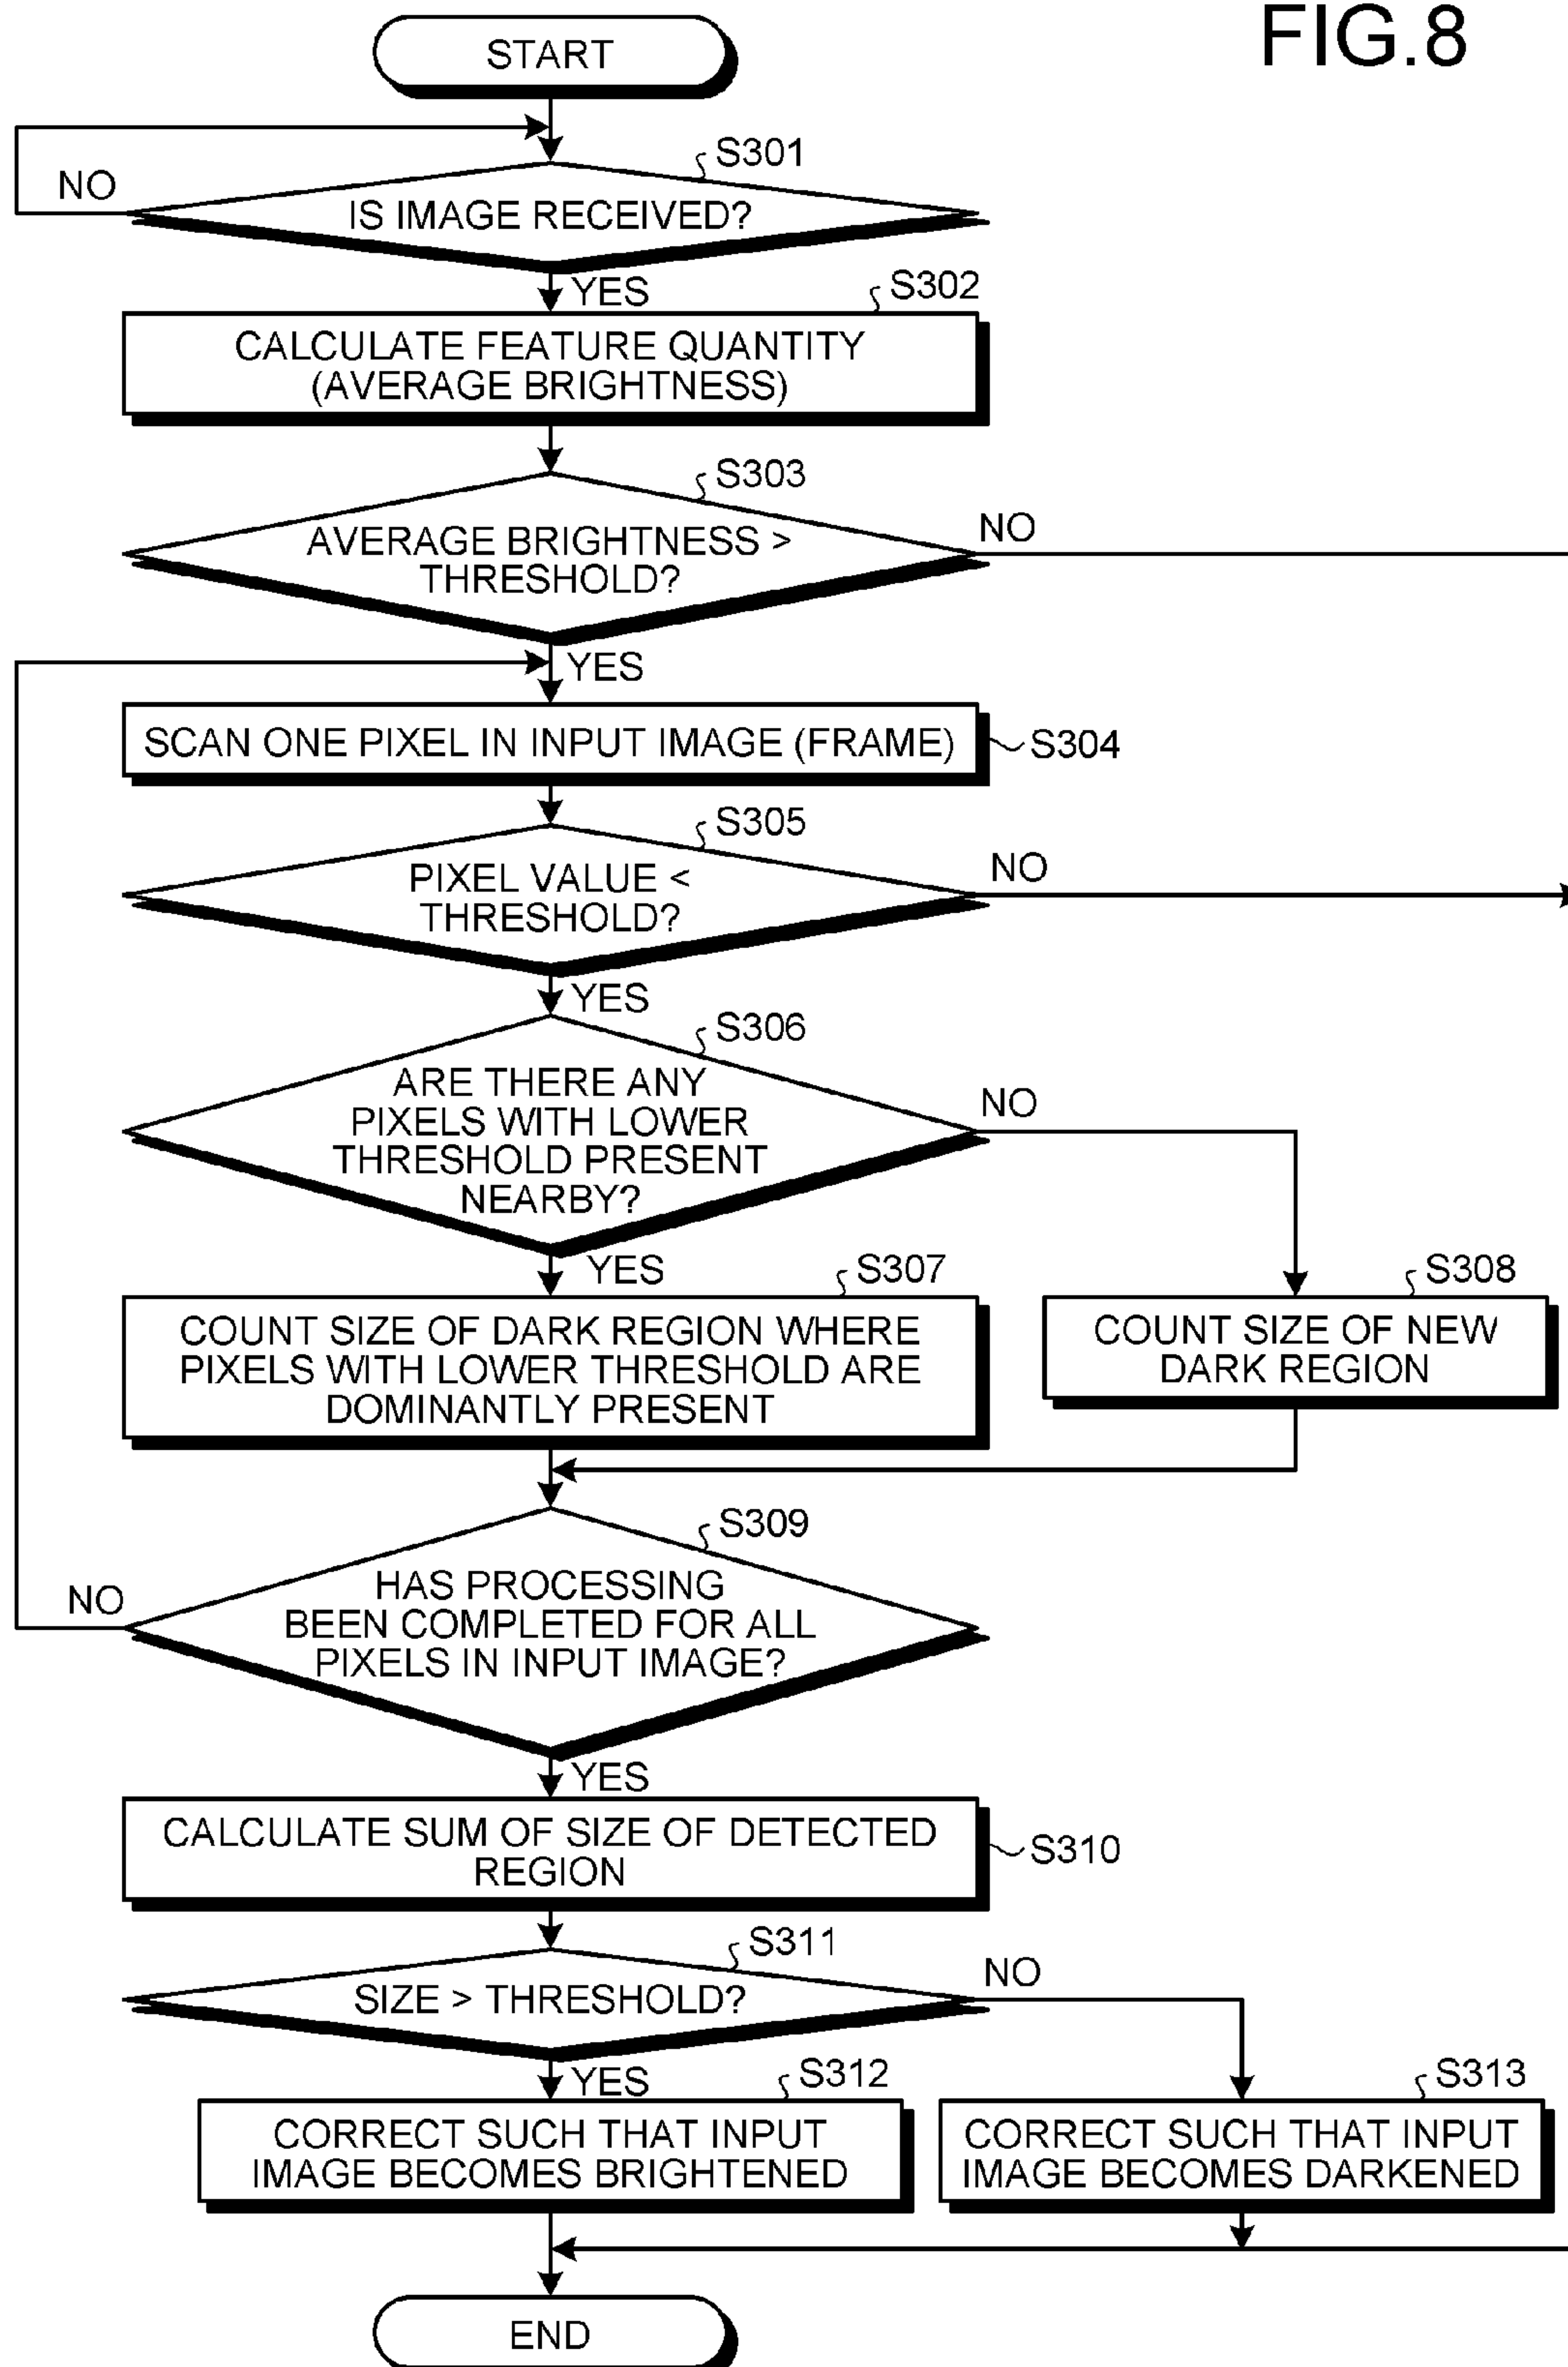 FIG.8
START
S301
NO
IS IMAGE RECEIVED?
YES
S302
CALCULATE FEATURE QUANTITY
(AVERAGE BRIGHTNESS)
S303
AVERAGE BRIGHTNESS >
THRESHOLD?
NO
YES
SCAN ONE PIXEL IN INPUT IMAGE (FRAME)
S304
S305
PIXEL VALUE <
THRESHOLD?
NO
YES
S306
ARE THERE ANY
PIXELS WITH LOWER
THRESHOLD PRESENT
NEARBY?
NO
YES
S307
COUNT SIZE OF DARK REGION WHERE
PIXELS WITH LOWER THRESHOLD ARE
DOMINANTLY PRESENT
S308
COUNT SIZE OF NEW
DARK REGION
S309
HAS PROCESSING
BEEN COMPLETED FOR ALL
PIXELS IN INPUT IMAGE?
NO
YES
CALCULATE SUM OF SIZE OF DETECTED
REGION
S310
S311
SIZE > THRESHOLD?
NO
YES
S312
CORRECT SUCH THAT INPUT
IMAGE BECOMES BRIGHTENED
S313
CORRECT SUCH THAT INPUT
IMAGE BECOMES DARKENED
END